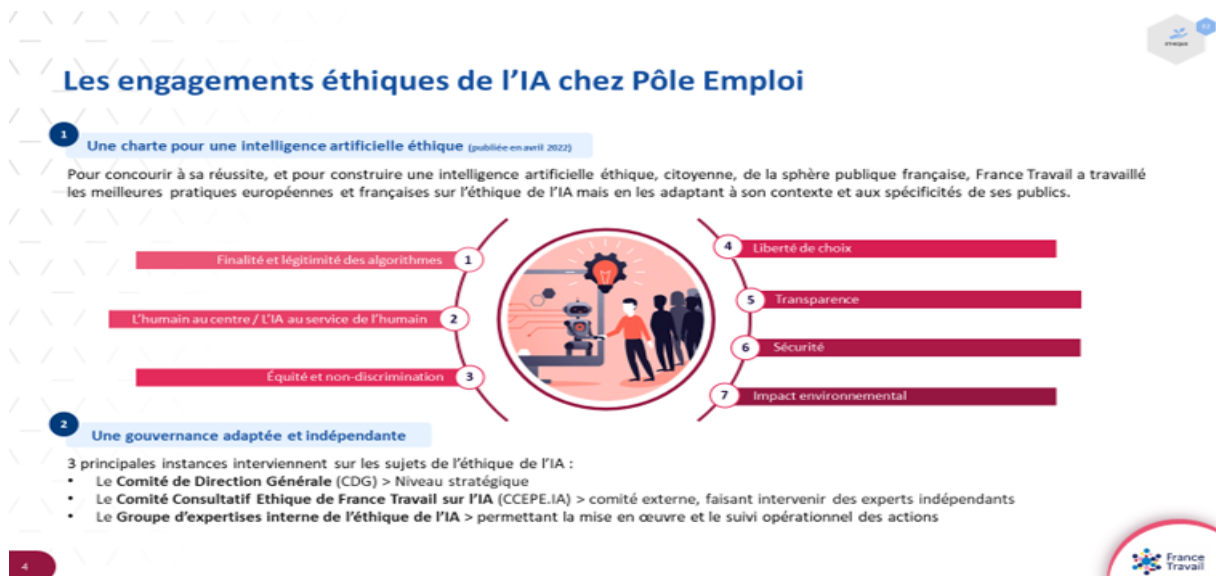 ETHIQUE
Les engagements éthiques de l'IA chez Pôle Emploi
1
Une charte pour une intelligence artificielle éthique (publiée en avril 2022)
Pour concourir à sa réussite, et pour construire une intelligence artificielle éthique, citoyenne, de la sphère publique française, France Travail a travaillé
les meilleures pratiques européennes et françaises sur l'éthique de l'IA mais en les adaptant à son contexte et aux spécificités de ses publics.
Finalité et légitimité des algorithmes 1
L'humain au centre / L'IA au service de l'humain 2
Équité et non-discrimination 3
4 Liberté de choix
5 Transparence
6 Sécurité
7 Impact environnemental
2
Une gouvernance adaptée et indépendante
3 principales instances interviennent sur les sujets de l'éthique de l'IA :
• Le Comité de Direction Générale (CDG) > Niveau stratégique
• Le Comité Consultatif Ethique de France Travail sur l'IA (CCEPE.IA) > comité externe, faisant intervenir des experts indépendants
• Le Groupe d'expertises interne de l'éthique de l'IA > permettant la mise en œuvre et le suivi opérationnel des actions
4
France
Travail